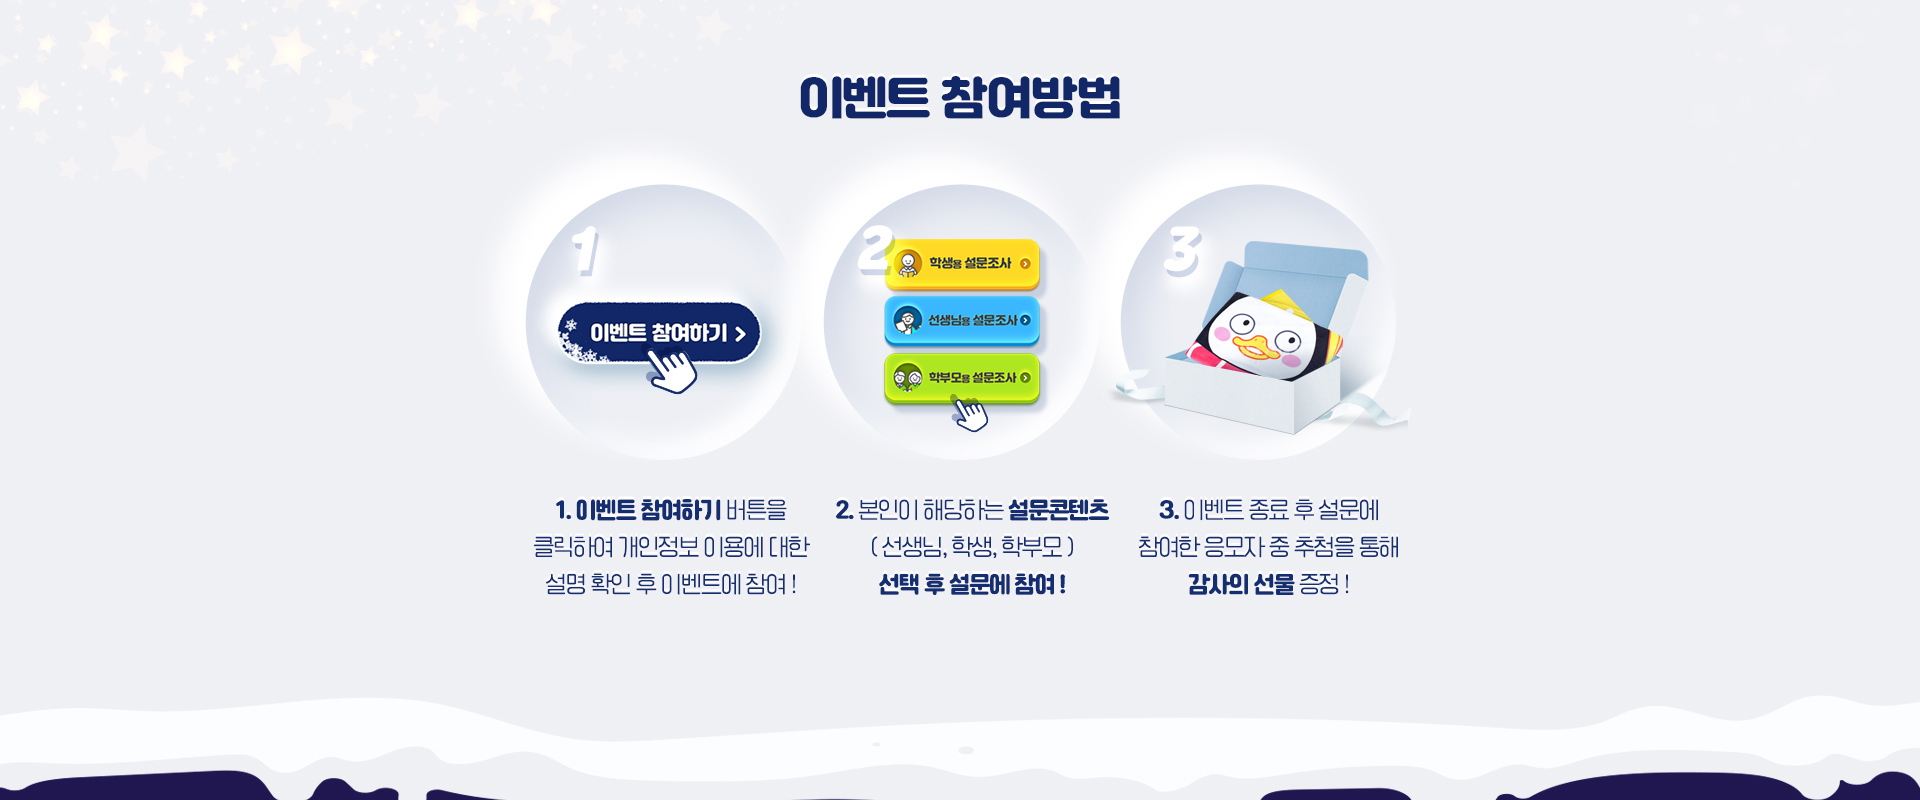 이벤트 참여방법
1
이벤트 참여하기
2
학생용 설문조사
선생님용 설문조사
학부모용 설문조사
3
1. 이벤트 참여하기 버튼을
클릭하여 개인정보 이용에 대한
설명 확인 후 이벤트에 참여 !
2. 본인이 해당하는 설문콘텐츠
( 선생님, 학생, 학부모 )
선택 후 설문에 참여 !
3. 이벤트 종료 후 설문에
참여한 응모자 중 추첨을 통해
감사의 선물 증정 !